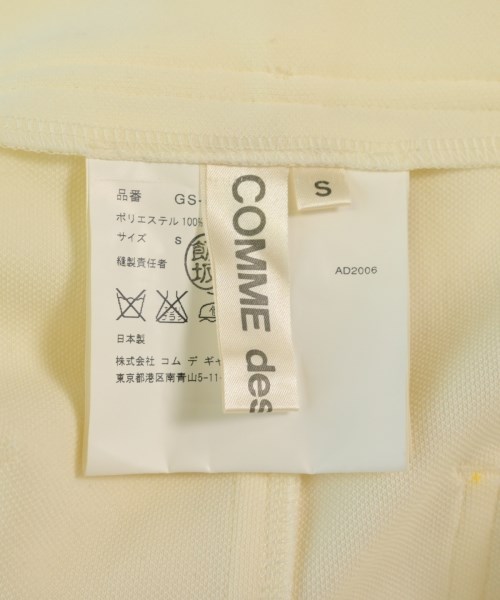 品番 GS-
ポリエステル 100%
サイズ S
縫製責任者
飯坂
日本製
株式会社 コム デ ギャ
東京都港区南青山5-11-
COMME des
S
AD2006